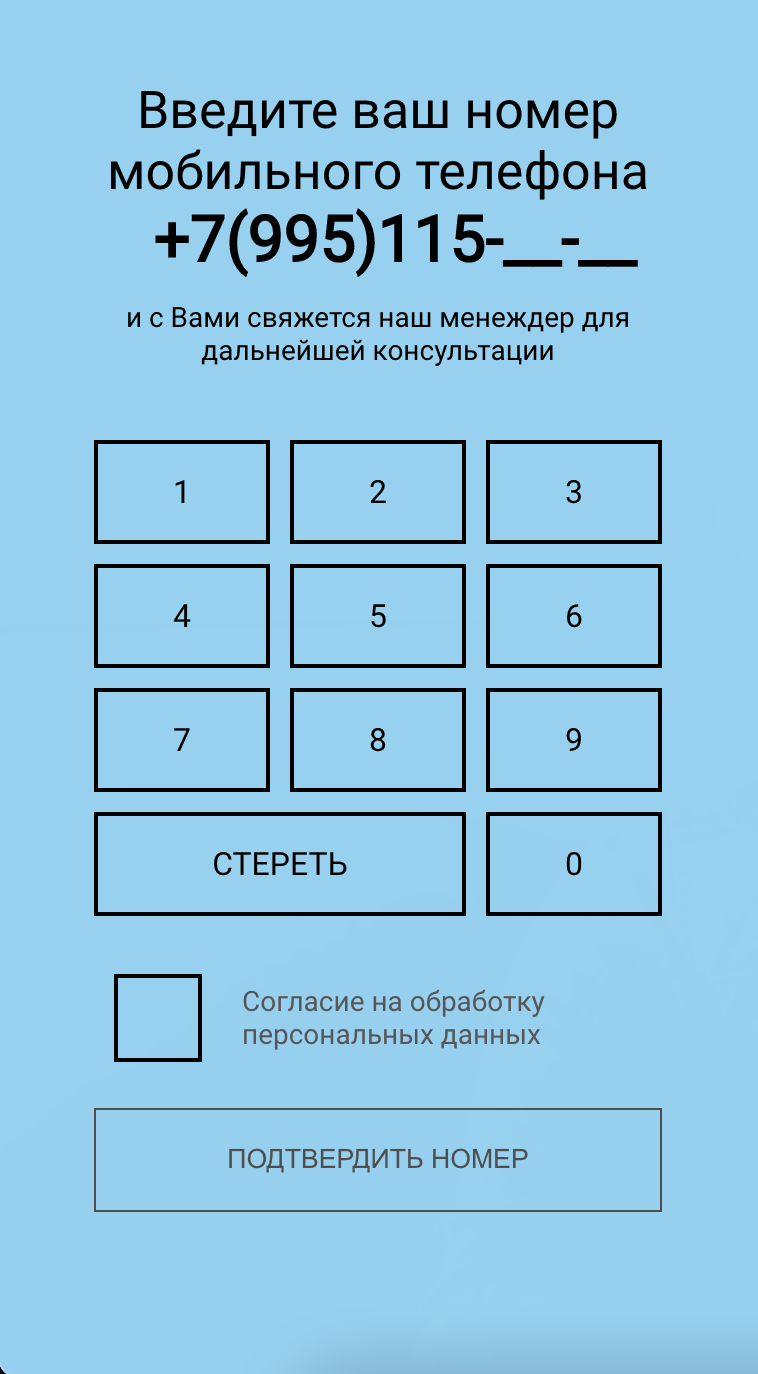 Введите ваш номер
мобильного телефона
+7(995)115-__-__
и с Вами свяжется наш менеждер для
дальнейшей консультации
1 2 3
4 5 6
7 8 9
СТЕРЕТЬ 0
Согласие на обработку
персональных данных
ПОДТВЕРДИТЬ НОМЕР